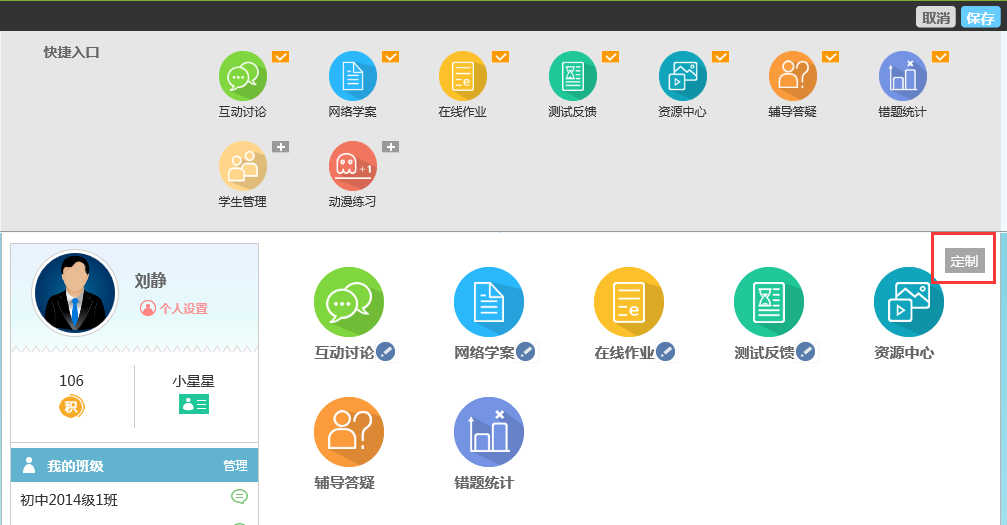 取消 保存
快捷入口
互动讨论 网络学案 在线作业 测试反馈 资源中心 辅导答疑 错题统计
+1
学生管理 动漫练习
定制
刘静
个人设置
互动讨论 网络学案 在线作业 测试反馈 资源中心
106 小星星
积
辅导答疑 错题统计
我的班级 管理
初中2014级1班